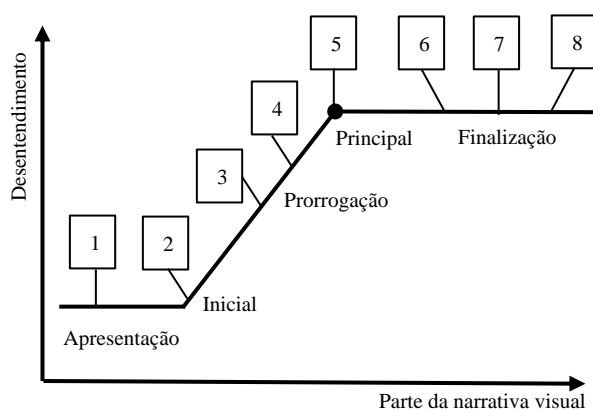 5
6
7
8
4
Principal
Finalização
3
Prorrogação
1
2
Inicial
Apresentação
Desentendimento
Parte da narrativa visual